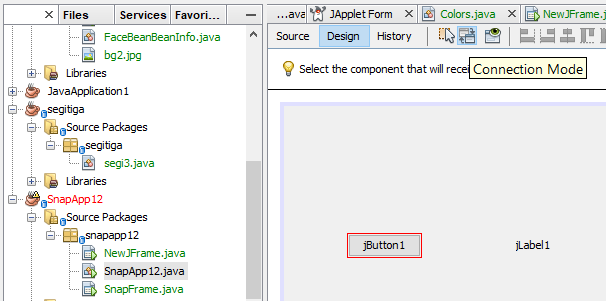 Files Services Favori...
FaceBeanBeanInfo.java
bg2.jpg
Libraries
JavaApplication1
segitiga
Source Packages
segitiga
segi3.java
Libraries
SnapApp12
Source Packages
snapapp12
NewJFrame.java
SnapApp12.java
SnapFrame.java
...ava JApplet Form Colors.java NewJFrame.j
Source Design History
Select the component that will recei
Connection Mode
jButton1 jLabel1